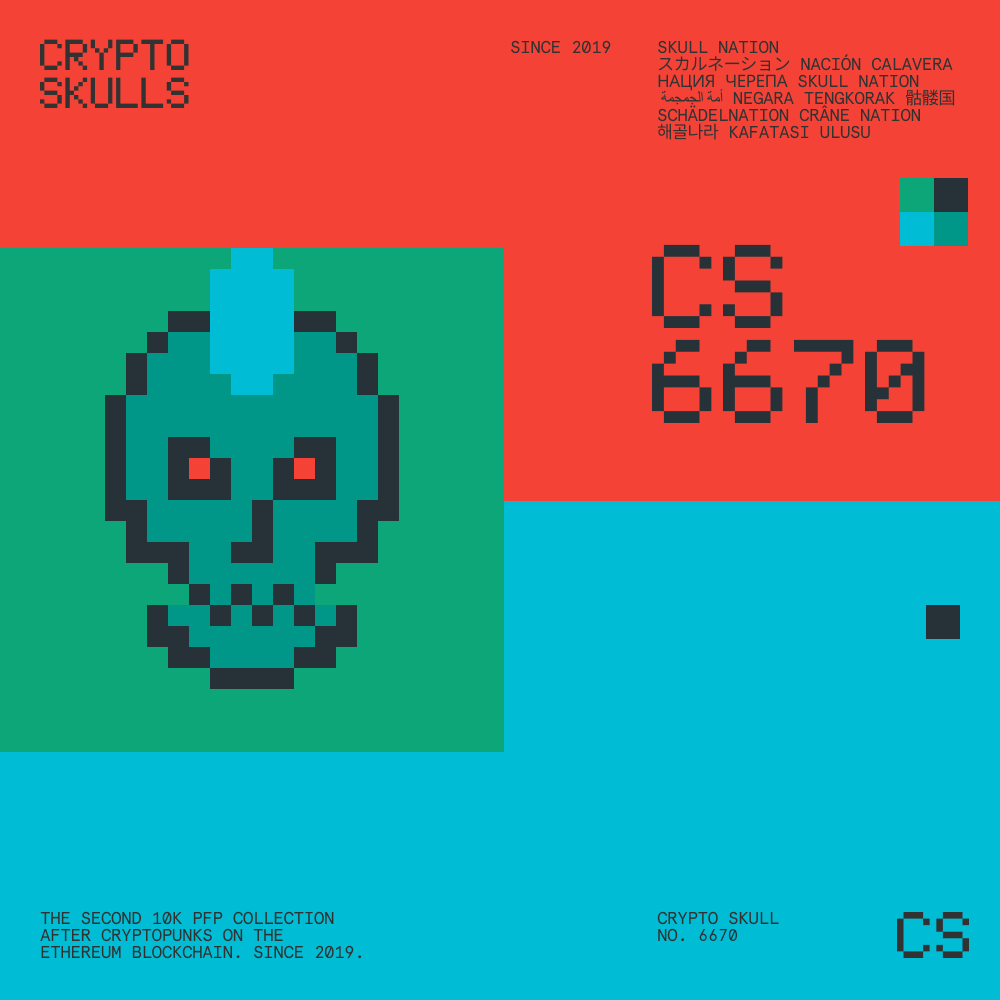 CRYPTO
SKULLS
SINCE 2019
SKULL NATION
スカルネーション NACIÓN CALAVERA
НАЦИЯ ЧЕРЕПА SKULL NATION
أمة الجمجمة NEGARA TENGKORAK 骷髅国
SCHÄDELNATION CRÂNE NATION
해골나라 KAFATASI ULUSU
CS
6670
THE SECOND 10K PFP COLLECTION
AFTER CRYPTOPUNKS ON THE
ETHEREUM BLOCKCHAIN. SINCE 2019.
CRYPTO SKULL
NO. 6670
CS